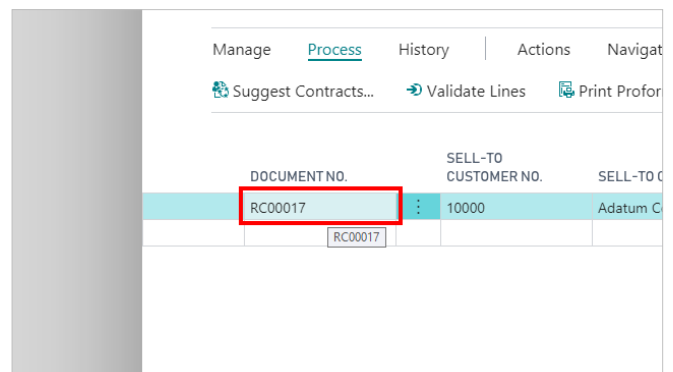 Manage Process History Actions Navigat
Suggest Contracts... Validate Lines Print Profor
SELL-TO
DOCUMENT NO. CUSTOMER NO. SELL-TO
RC00017 10000 Adatum C
RC00017